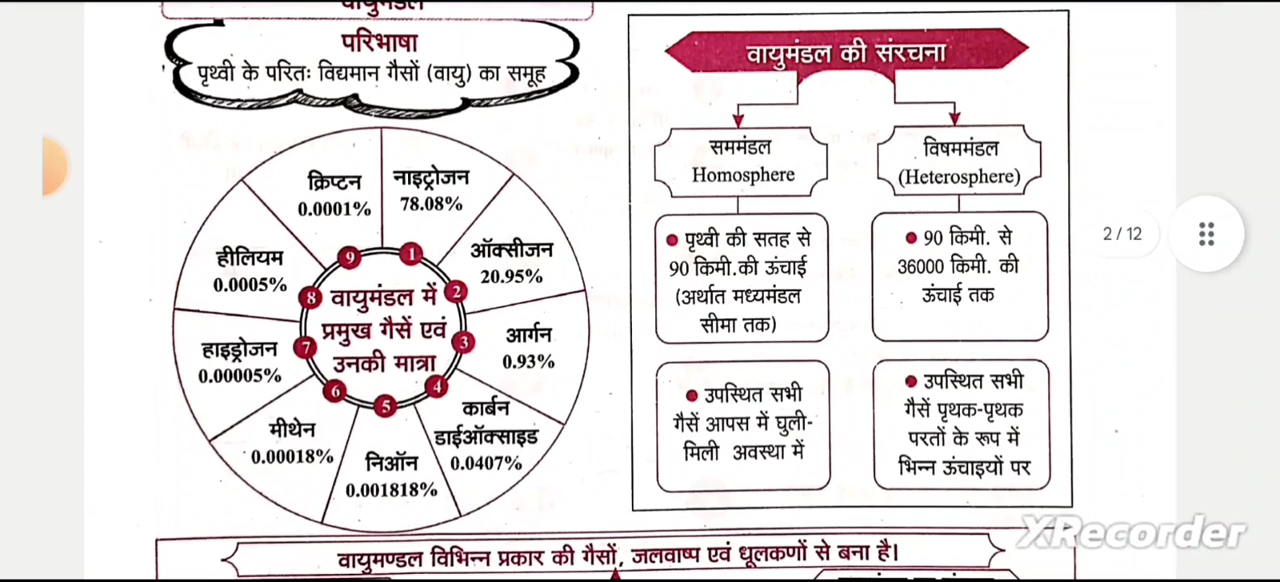 वायुमंडल
परिभाषा
पृथ्वी के परितः विद्यमान गैसों (वायु) का समूह
क्रिप्टन
0.0001%
नाइट्रोजन
78.08%
हीलियम
0.0005%
ऑक्सीजन
20.95%
हाइड्रोजन
0.00005%
आर्गन
0.93%
मीथेन
0.00018%
निऑन
0.001818%
कार्बन
डाईऑक्साइड
0.0407%
1
2
3
4
5
6
7
8
9
वायुमंडल में
प्रमुख गैसें एवं
उनकी मात्रा
वायुमंडल की संरचना
सममंडल
Homosphere
पृथ्वी की सतह से
90 किमी.की ऊंचाई
(अर्थात मध्यमंडल
सीमा तक)
उपस्थित सभी
गैसें आपस में घुली-
मिली अवस्था में
विषममंडल
(Heterosphere)
90 किमी. से
36000 किमी. की
ऊंचाई तक
उपस्थित सभी
गैसें पृथक-पृथक
परतों के रूप में
भिन्न ऊंचाइयों पर
2 / 12
XRecorder
वायुमण्डल विभिन्न प्रकार की गैसों, जलवाष्प एवं धूलकणों से बना है।